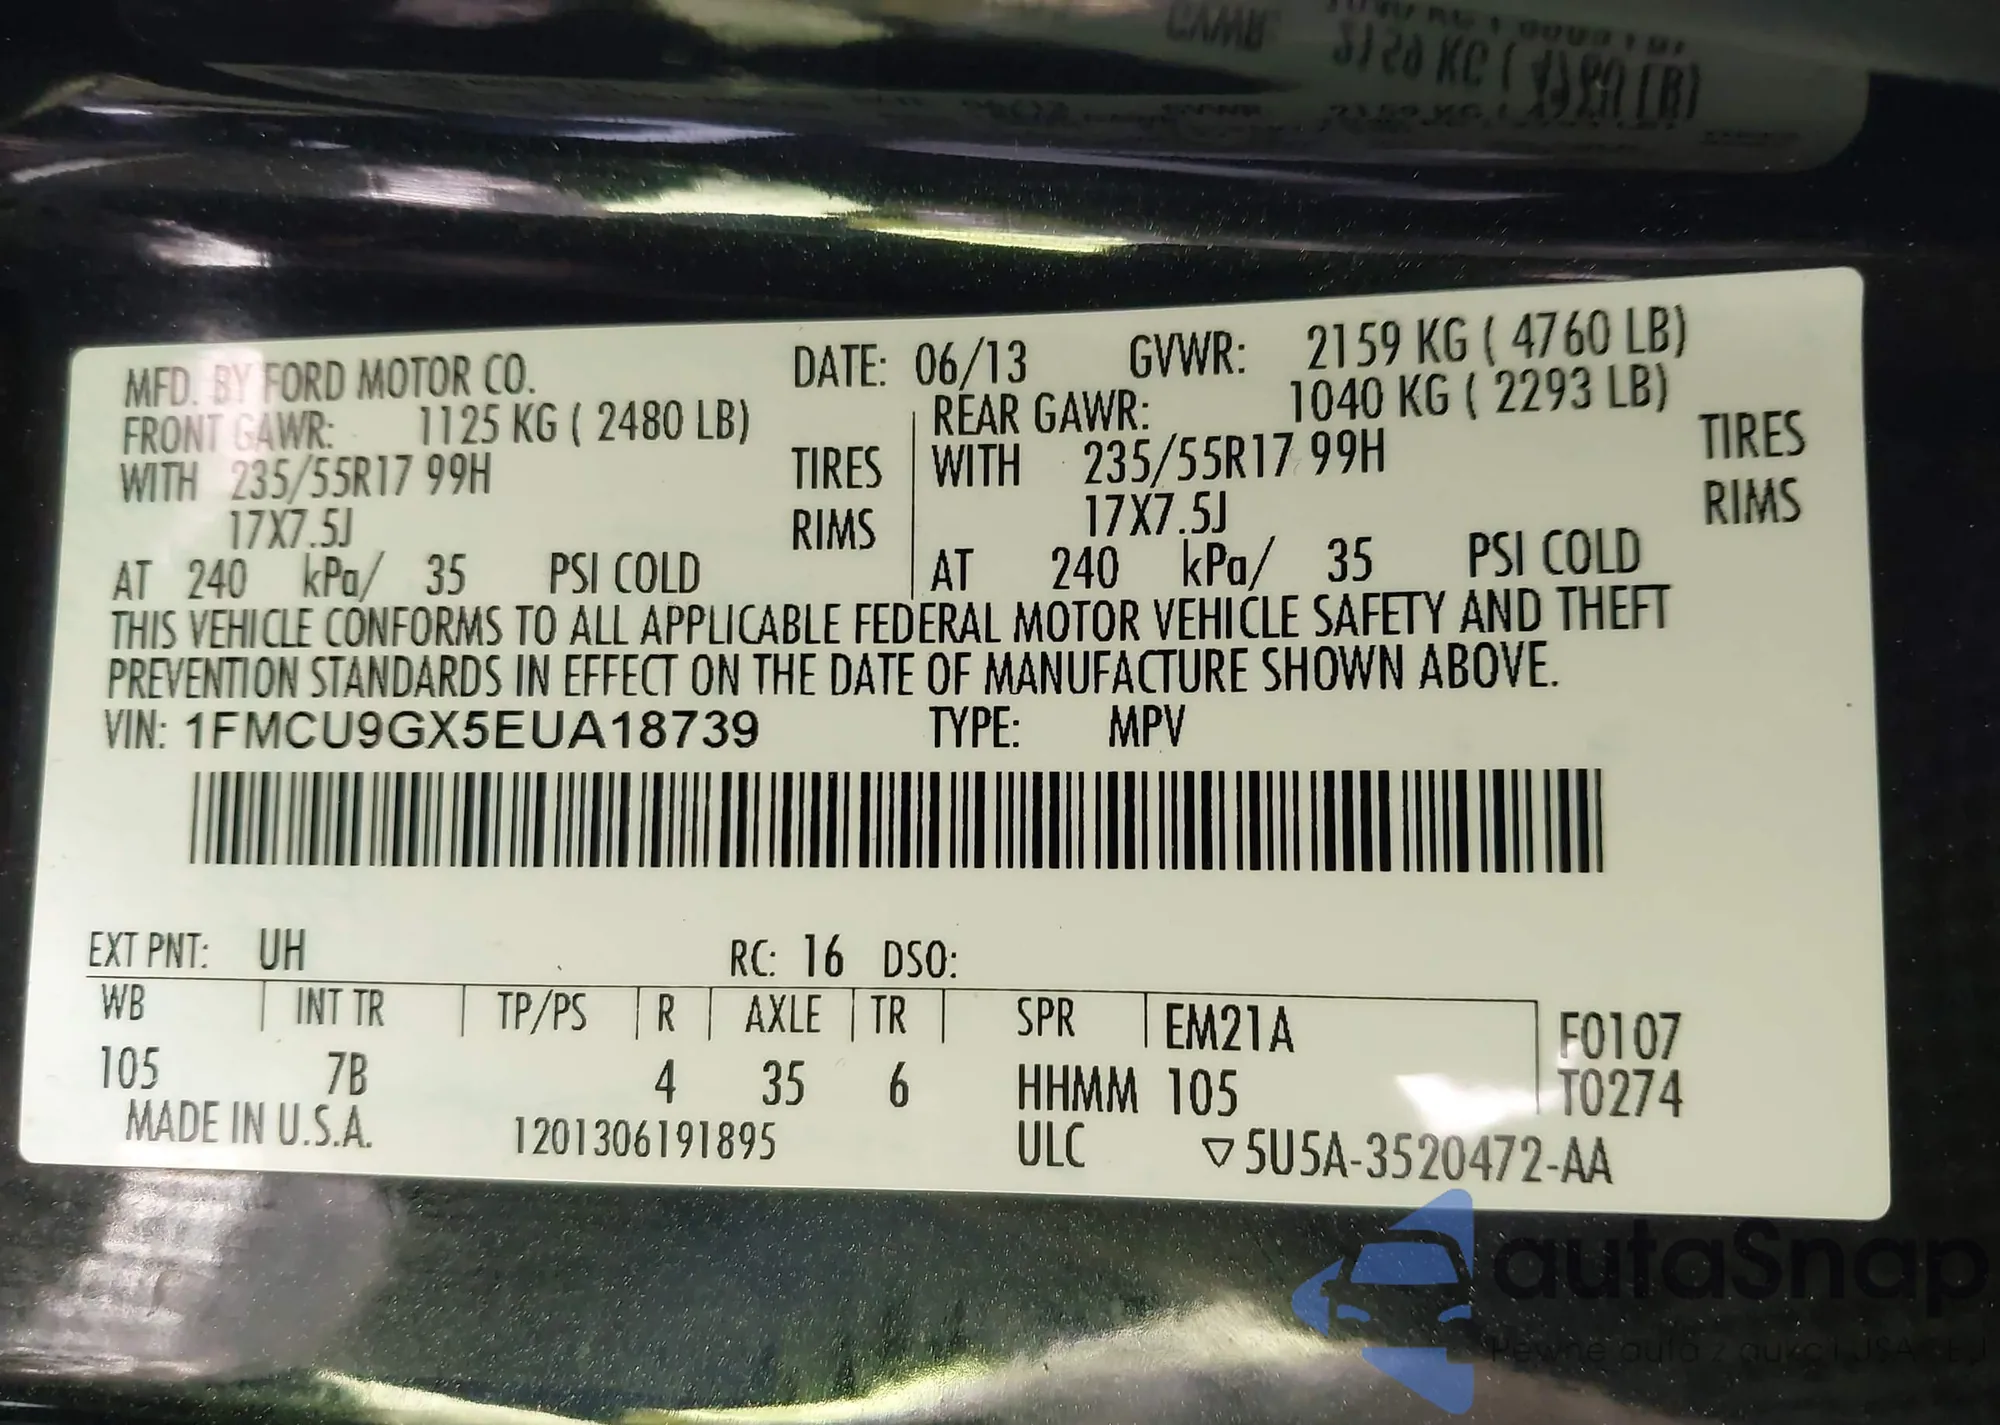 MFD. BY FORD MOTOR CO. DATE: 06/13 GVWR: 2159 KG ( 4760 LB)
FRONT GAWR: 1125 KG ( 2480 LB) REAR GAWR: 1040 KG ( 2293 LB)
WITH 235/55R17 99H TIRES WITH 235/55R17 99H TIRES
17X7.5J RIMS 17X7.5J RIMS
AT 240 kPa/ 35 PSI COLD AT 240 kPa/ 35 PSI COLD
THIS VEHICLE CONFORMS TO ALL APPLICABLE FEDERAL MOTOR VEHICLE SAFETY AND THEFT
PREVENTION STANDARDS IN EFFECT ON THE DATE OF MANUFACTURE SHOWN ABOVE.
VIN: 1FMCU9GX5EUA18739 TYPE: MPV
EXT PNT: UH RC: 16 DSO:
WB INT TR TP/PS R AXLE TR SPR EM21A F0107
105 7B 4 35 6 HHMM 105 T0274
MADE IN U.S.A. 1201306191895 ULC ▽5U5A-3520472-AA
autaSnap
Pewne auta z aukcji USA